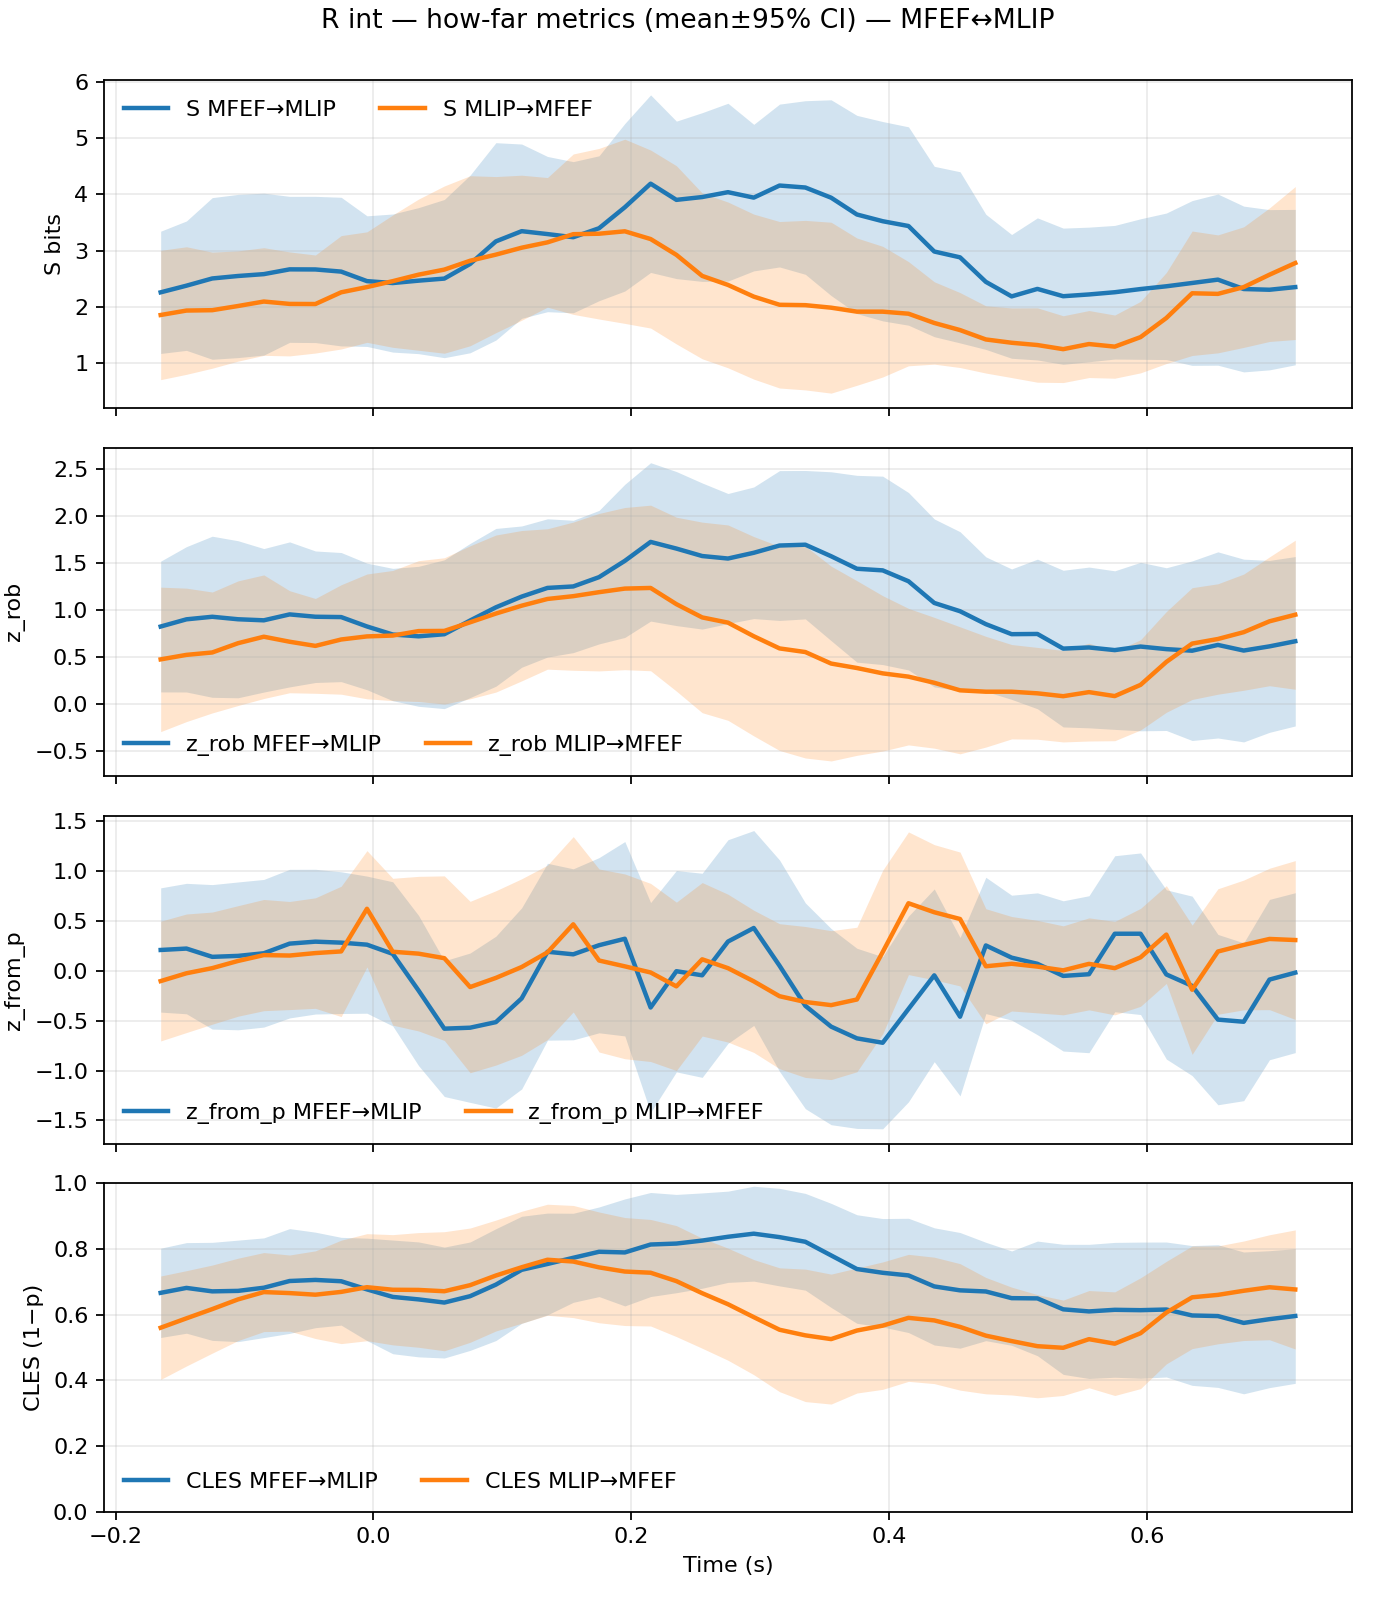 R int — how-far metrics (mean±95% CI) — MFEF↔MLIP
6
5
4
3
2
1
S bits
S MFEF→MLIP
S MLIP→MFEF
2.5
2.0
1.5
1.0
0.5
0.0
−0.5
z_rob
z_rob MFEF→MLIP
z_rob MLIP→MFEF
1.5
1.0
0.5
0.0
−0.5
−1.0
−1.5
z_from_p
z_from_p MFEF→MLIP
z_from_p MLIP→MFEF
1.0
0.8
0.6
0.4
0.2
0.0
CLES (1−p)
CLES MFEF→MLIP
CLES MLIP→MFEF
−0.2
0.0
0.2
0.4
0.6
Time (s)